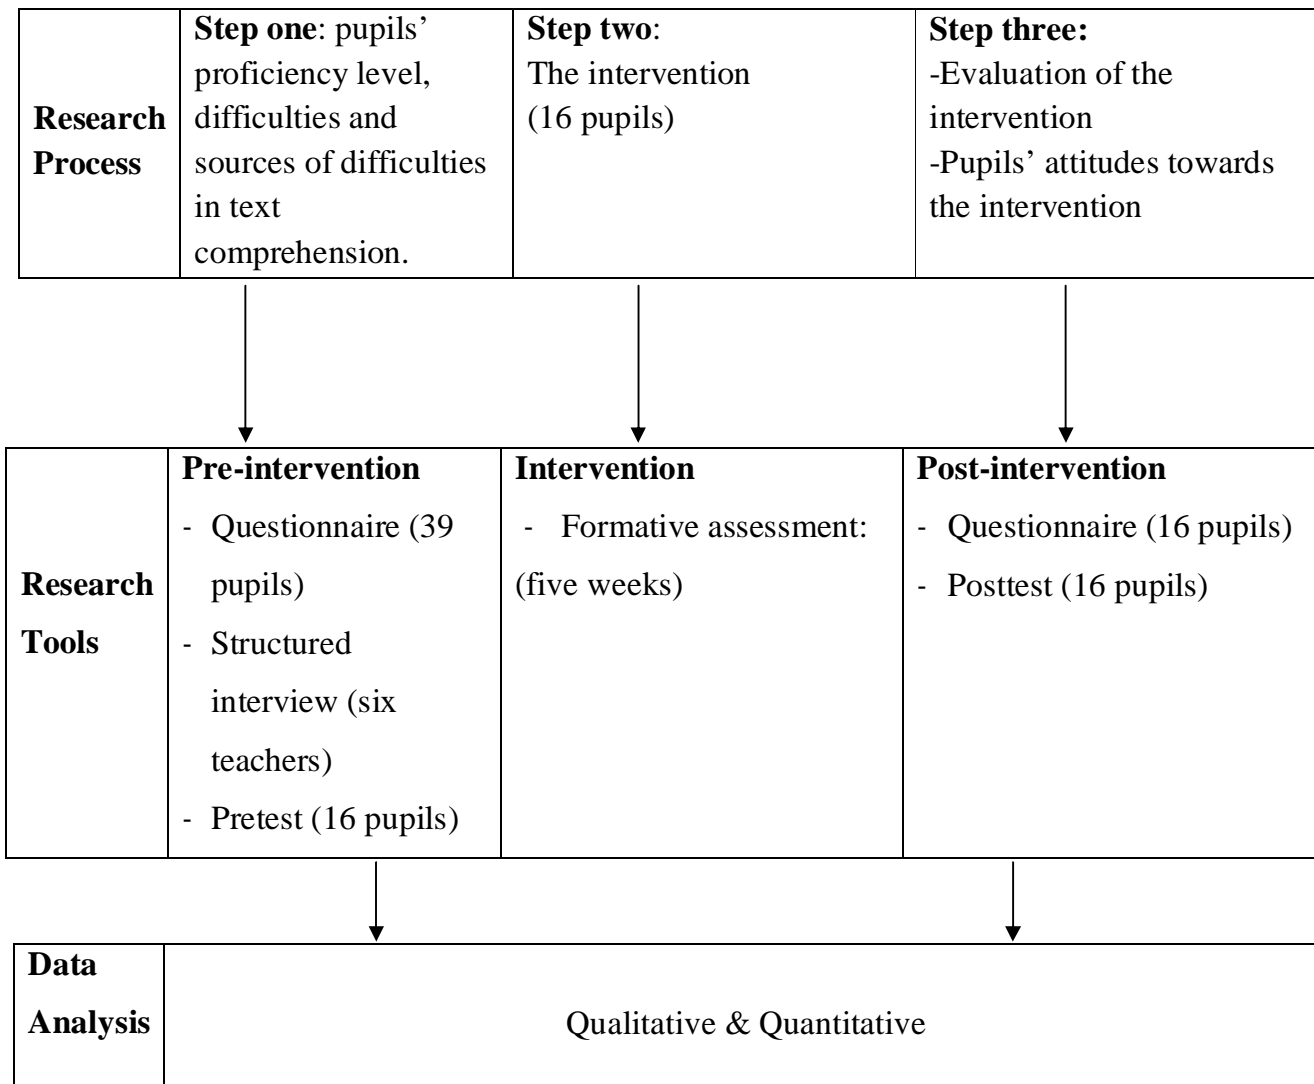 Research
Process
Step one: pupils’
proficiency level,
difficulties and
sources of difficulties
in text
comprehension.
Step two:
The intervention
(16 pupils)
Step three:
-Evaluation of the
intervention
-Pupils’ attitudes towards
the intervention
Research
Tools
Pre-intervention
- Questionnaire (39
pupils)
- Structured
interview (six
teachers)
- Pretest (16 pupils)
Intervention
- Formative assessment:
(five weeks)
Post-intervention
- Questionnaire (16 pupils)
- Posttest (16 pupils)
Data
Analysis
Qualitative & Quantitative